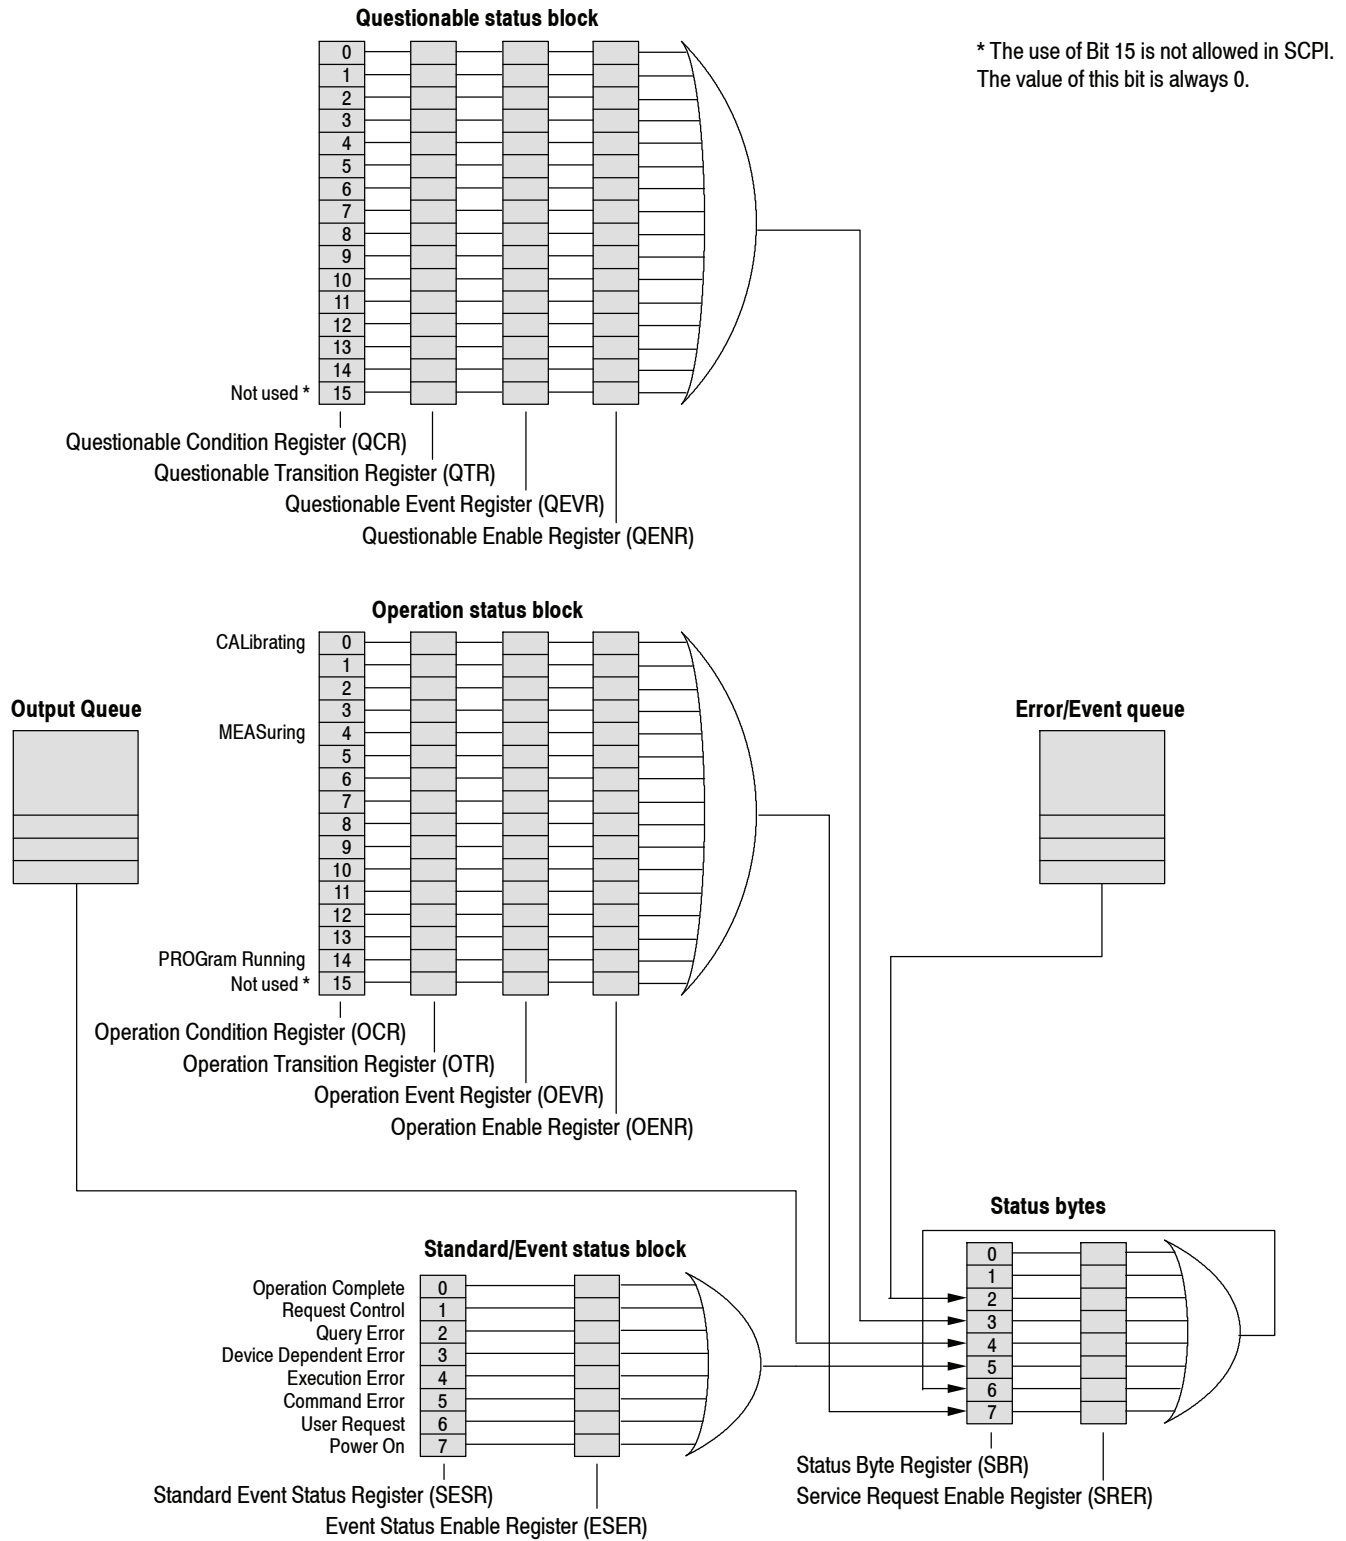 Questionable status block
* The use of Bit 15 is not allowed in SCPI.
The value of this bit is always 0.
0
1
2
3
4
5
6
7
8
9
10
11
12
13
14
Not used * 15
Questionable Condition Register (QCR)
Questionable Transition Register (QTR)
Questionable Event Register (QEVR)
Questionable Enable Register (QENR)
Operation status block
CALibrating 0
1
2
3
MEASuring 4
5
6
7
8
9
10
11
12
13
PROGram Running 14
Not used * 15
Operation Condition Register (OCR)
Operation Transition Register (OTR)
Operation Event Register (OEVR)
Operation Enable Register (OENR)
Output Queue
Error/Event queue
Standard/Event status block
Operation Complete 0
Request Control 1
Query Error 2
Device Dependent Error 3
Execution Error 4
Command Error 5
User Request 6
Power On 7
Standard Event Status Register (SESR)
Event Status Enable Register (ESER)
Status bytes
0
1
2
3
4
5
6
7
Status Byte Register (SBR)
Service Request Enable Register (SRER)